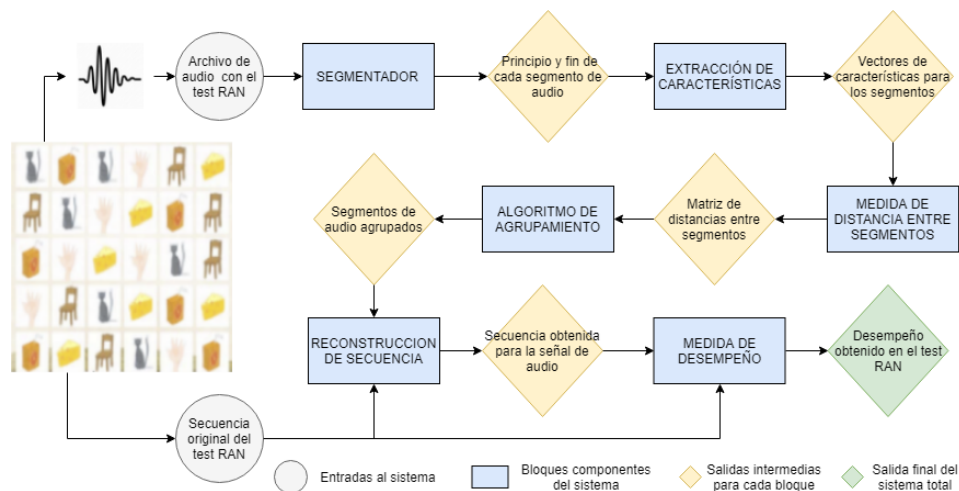 Archivo de
audio con el
test RAN
SEGMENTADOR
Principio y fin de
cada segmento de
audio
EXTRACCIÓN DE
CARACTERÍSTICAS
Vectores de
características para
los segmentos
Segmentos de
audio agrupados
ALGORITMO DE
AGRUPAMIENTO
Matriz de
distancias entre
segmentos
MEDIDA DE
DISTANCIA ENTRE
SEGMENTOS
RECONSTRUCCION
DE SECUENCIA
Secuencia obtenida
para la señal de
audio
MEDIDA DE
DESEMPEÑO
Desempeño
obtenido en el test
RAN
Secuencia
original del
test RAN
Entradas al sistema
Bloques componentes
del sistema
Salidas intermedias
para cada bloque
Salida final del
sistema total